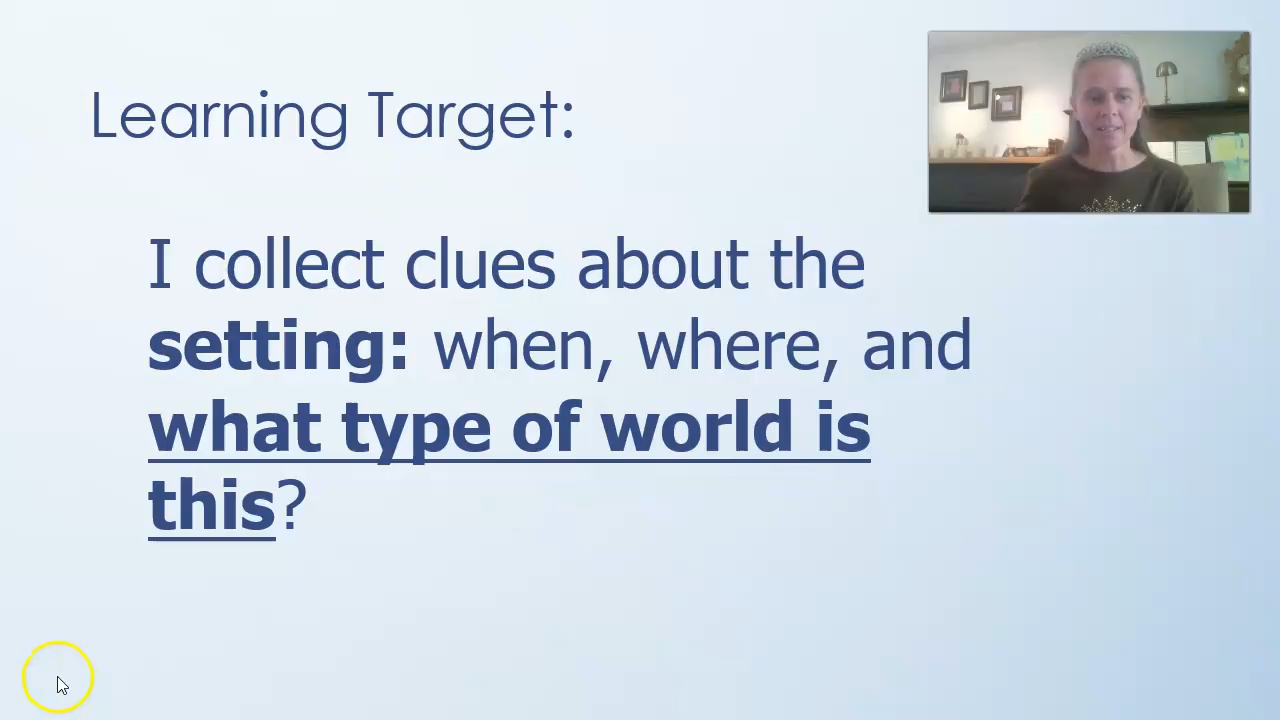 Learning Target:
I collect clues about the
setting: when, where, and
what type of world is
this?